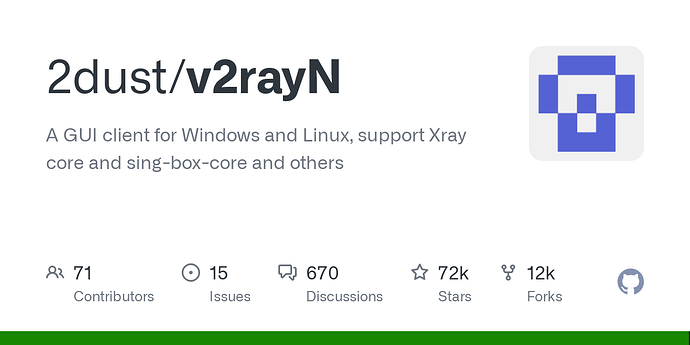 2dust/v2rayN
A GUI client for Windows and Linux, support Xray
core and sing-box-core and others
71 15 670 72k 12k
Contributors Issues Discussions Stars Forks